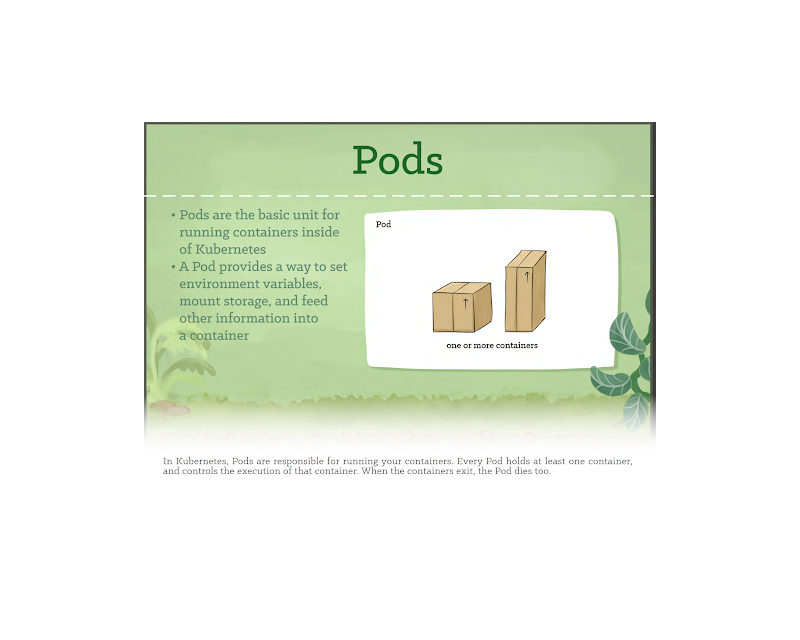 Pods
• Pods are the basic unit for
running containers inside
of Kubernetes
• A Pod provides a way to set
environment variables,
mount storage, and feed
other information into
a container
Pod
one or more containers
In Kubernetes, Pods are responsible for running your containers. Every Pod holds at least one container,
and controls the execution of that container. When the containers exit, the Pod dies too.